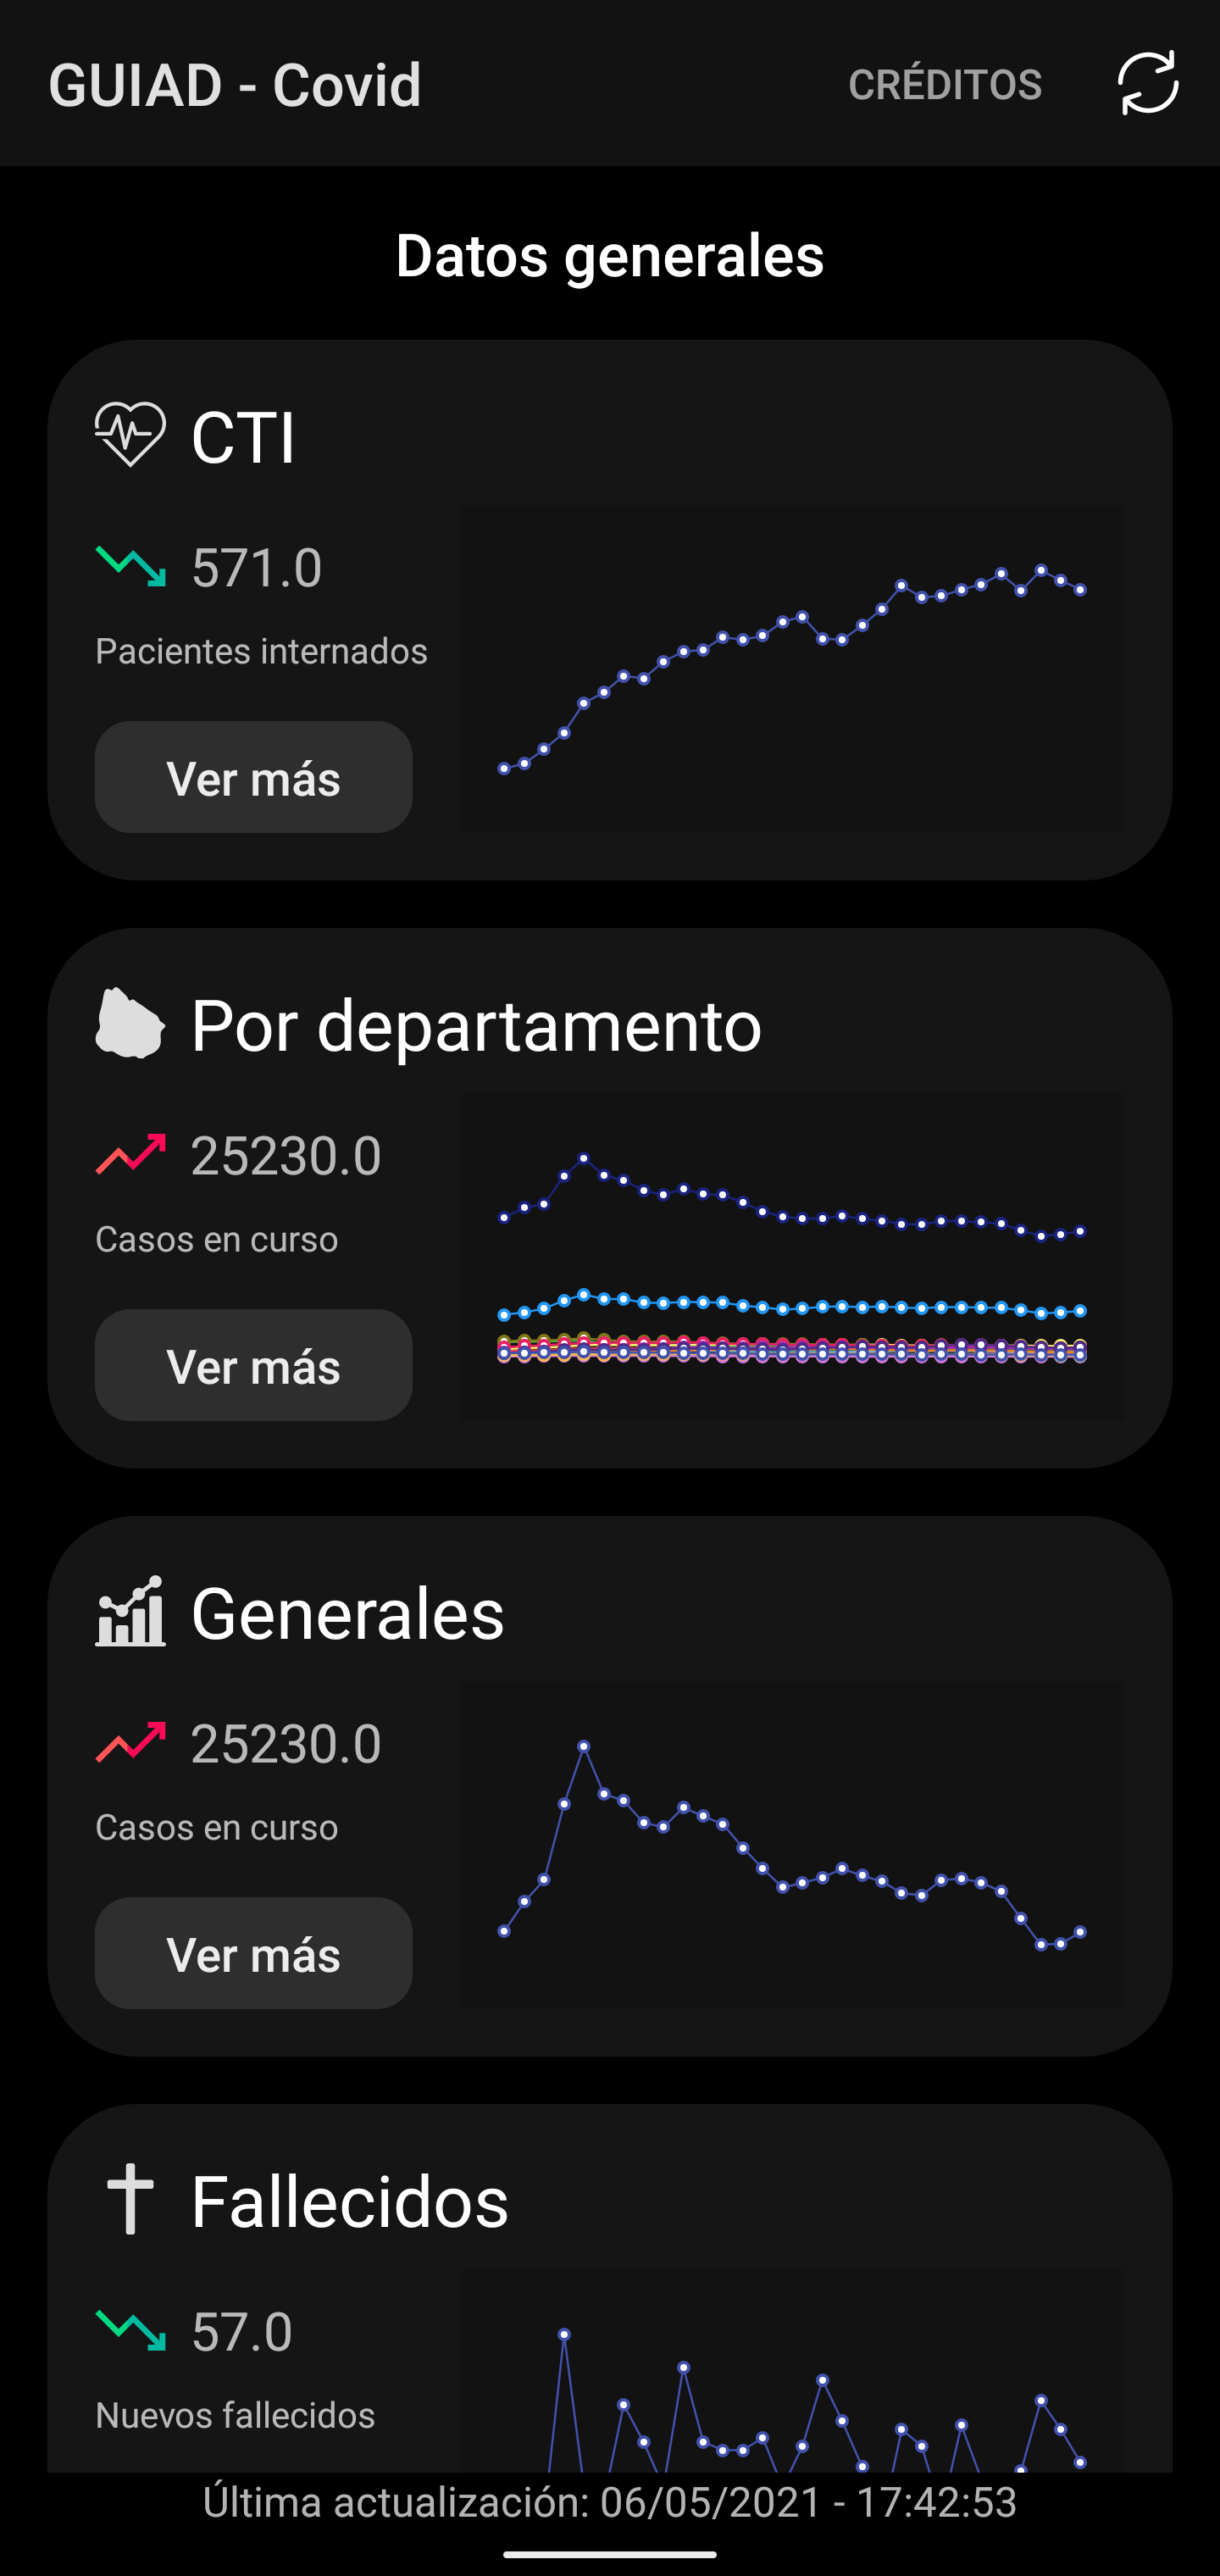 GUIAD - Covid
CRÉDITOS
Datos generales
CTI
571.0
Pacientes internados
Ver más
Por departamento
25230.0
Casos en curso
Ver más
Generales
25230.0
Casos en curso
Ver más
Fallecidos
57.0
Nuevos fallecidos
Última actualización: 06/05/2021 - 17:42:53